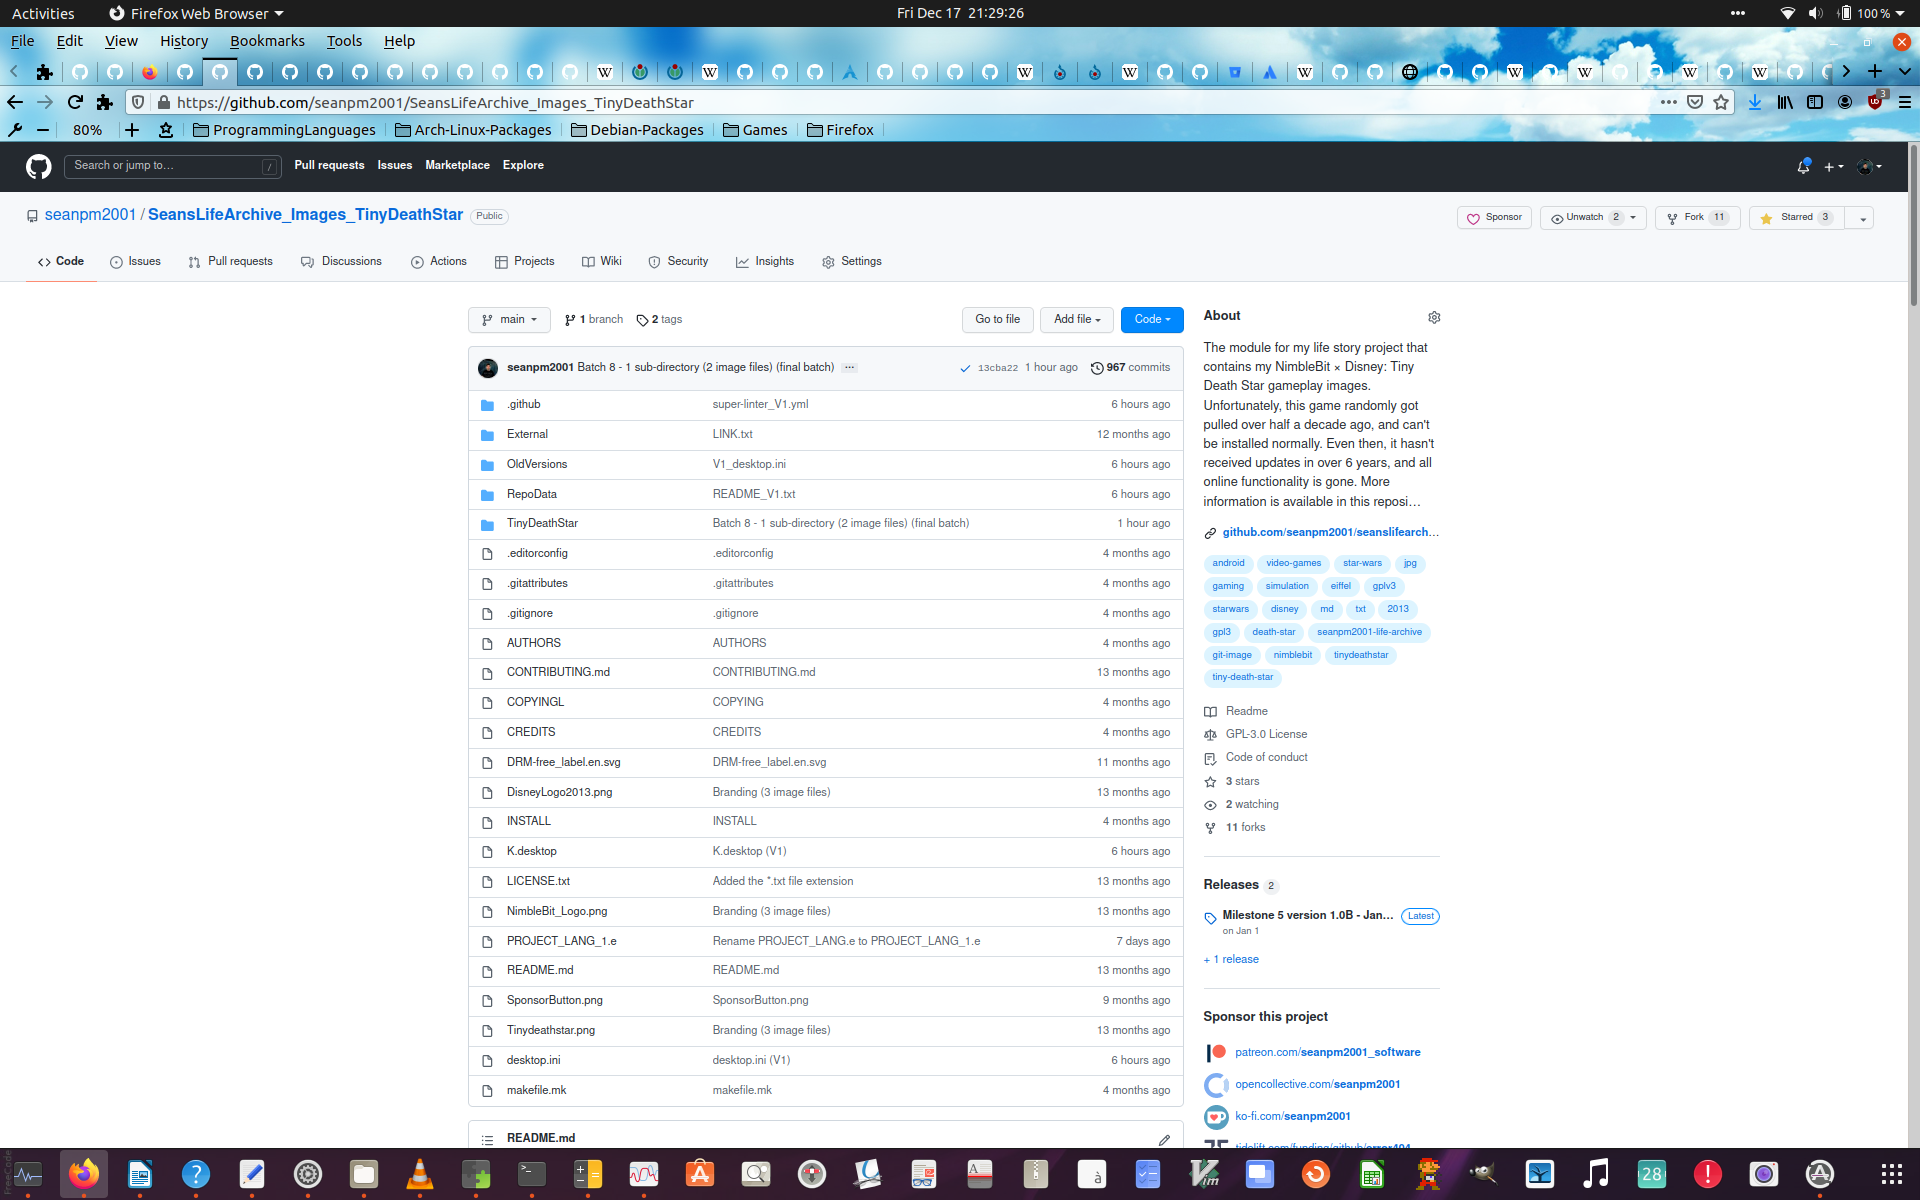 Activities Firefox Web Browser Fri Dec 17 21:29:26 100 %
File Edit View History Bookmarks Tools Help
https://github.com/seanpm2001/SeansLifeArchive_Images_TinyDeathStar 3
80% ProgrammingLanguages Arch-Linux-Packages Debian-Packages Games Firefox
Search or jump to... / Pull requests Issues Marketplace Explore
seanpm2001 / SeansLifeArchive_Images_TinyDeathStar Public Sponsor Unwatch 2 Fork 11 Starred 3
Code Issues Pull requests Discussions Actions Projects Wiki Security Insights Settings
main 1 branch 2 tags Go to file Add file Code
seanpm2001 Batch 8 - 1 sub-directory (2 image files) (final batch) ... 13cba22 1 hour ago 967 commits
.github super-linter_V1.yml 6 hours ago
External LINK.txt 12 months ago
OldVersions V1_desktop.ini 6 hours ago
RepoData README_V1.txt 6 hours ago
TinyDeathStar Batch 8 - 1 sub-directory (2 image files) (final batch) 1 hour ago
.editorconfig .editorconfig 4 months ago
.gitattributes .gitattributes 4 months ago
.gitignore .gitignore 4 months ago
AUTHORS AUTHORS 4 months ago
CONTRIBUTING.md CONTRIBUTING.md 13 months ago
COPYINGL COPYING 4 months ago
CREDITS CREDITS 4 months ago
DRM-free_label.en.svg DRM-free_label.en.svg 11 months ago
DisneyLogo2013.png Branding (3 image files) 13 months ago
INSTALL INSTALL 4 months ago
K.desktop K.desktop (V1) 6 hours ago
LICENSE.txt Added the *.txt file extension 13 months ago
NimbleBit_Logo.png Branding (3 image files) 13 months ago
PROJECT_LANG_1.e Rename PROJECT_LANG.e to PROJECT_LANG_1.e 7 days ago
README.md README.md 13 months ago
SponsorButton.png SponsorButton.png 9 months ago
Tinydeathstar.png Branding (3 image files) 13 months ago
desktop.ini desktop.ini (V1) 6 hours ago
makefile.mk makefile.mk 4 months ago
README.md
About
The module for my life story project that
contains my NimbleBit × Disney: Tiny
Death Star gameplay images.
Unfortunately, this game randomly got
pulled over half a decade ago, and can't
be installed normally. Even then, it hasn't
received updates in over 6 years, and all
online functionality is gone. More
information is available in this reposi…
github.com/seanpm2001/seanslifearch…
android video-games star-wars jpg
gaming simulation eiffel gplv3
starwars disney md txt 2013
gpl3 death-star seanpm2001-life-archive
git-image nimblebit tinydeathstar
tiny-death-star
Readme
GPL-3.0 License
Code of conduct
3 stars
2 watching
11 forks
Releases 2
Milestone 5 version 1.0B - Jan… Latest
on Jan 1
+ 1 release
Sponsor this project
patreon.com/seanpm2001_software
opencollective.com/seanpm2001
ko-fi.com/seanpm2001
tidelift.com/funding/github/error404
28